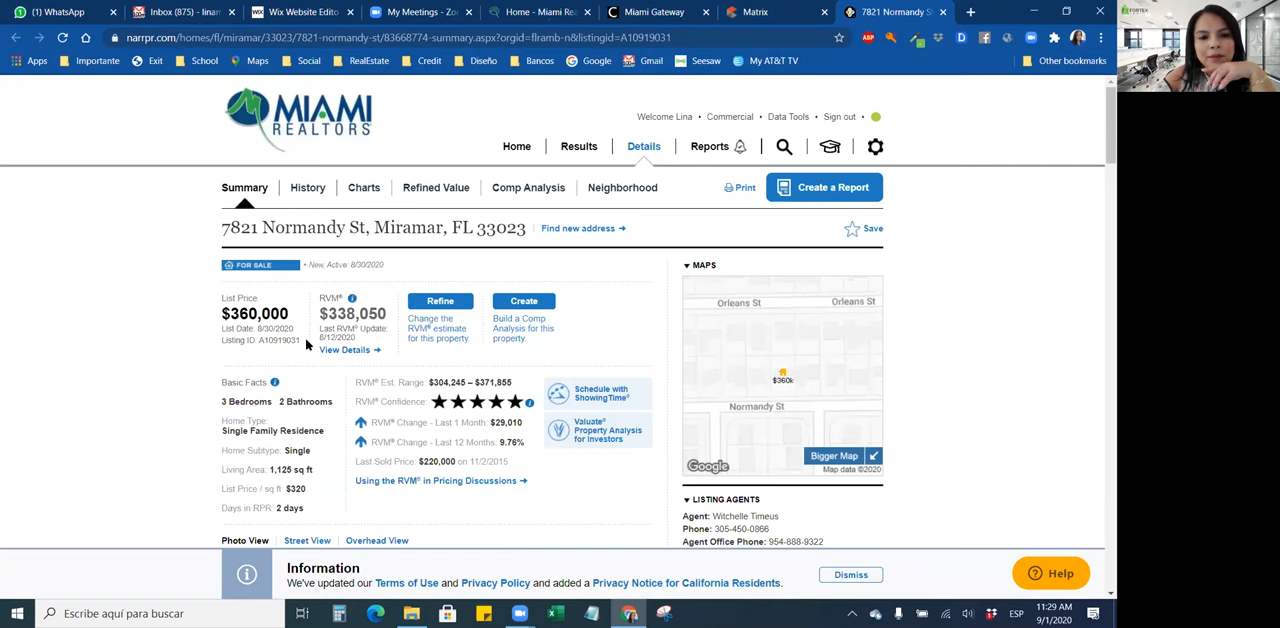 (1) WhatsApp
Inbox (875) - linam
Wix Website Edito
My Meetings - Zoo
Home - Miami Rea
Miami Gateway
Matrix
7821 Normandy S
narrpr.com/homes/fl/miramar/33023/7821-normandy-st/83668774-summary.aspx?orgid=flramb-n&listingid=A10919031
Apps Importante Exit School Maps Social RealEstate Credit Diseño Bancos Google Gmail Seesaw My AT&T TV Other bookmarks
FORTEX
MIAMI
REALTORS
Welcome Lina • Commercial • Data Tools • Sign out •
Home Results Details Reports
Summary History Charts Refined Value Comp Analysis Neighborhood Print Create a Report
7821 Normandy St, Miramar, FL 33023 Find new address Save
FOR SALE • New, Active: 8/30/2020
List Price
$360,000
List Date: 8/30/2020
Listing ID: A10919031
RVM®
$338,050
Last RVM® Update:
8/12/2020
View Details
Refine
Change the
RVM® estimate
for this property.
Create
Build a Comp
Analysis for this
property.
Basic Facts
3 Bedrooms 2 Bathrooms
Home Type:
Single Family Residence
Home Subtype: Single
Living Area: 1,125 sq ft
List Price / sq ft: $320
Days in RPR: 2 days
RVM® Est. Range: $304,245 – $371,855
RVM® Confidence:
RVM® Change - Last 1 Month: $29,010
RVM® Change - Last 12 Months: 9.76%
Last Sold Price: $220,000 on 11/2/2015
Using the RVM® in Pricing Discussions
Schedule with
ShowingTime®
Valuate®
Property Analysis
for Investors
MAPS
Orleans St Orleans St
$360k
Normandy St
Bigger Map
Google
Map data ©2020
LISTING AGENTS
Agent: Witchelle Timeus
Phone: 305-450-0866
Agent Office Phone: 954-888-9322
Photo View Street View Overhead View
Information
We've updated our Terms of Use and Privacy Policy and added a Privacy Notice for California Residents.
Dismiss
Help
Escribe aquí para buscar
ESP
11:29 AM
9/1/2020